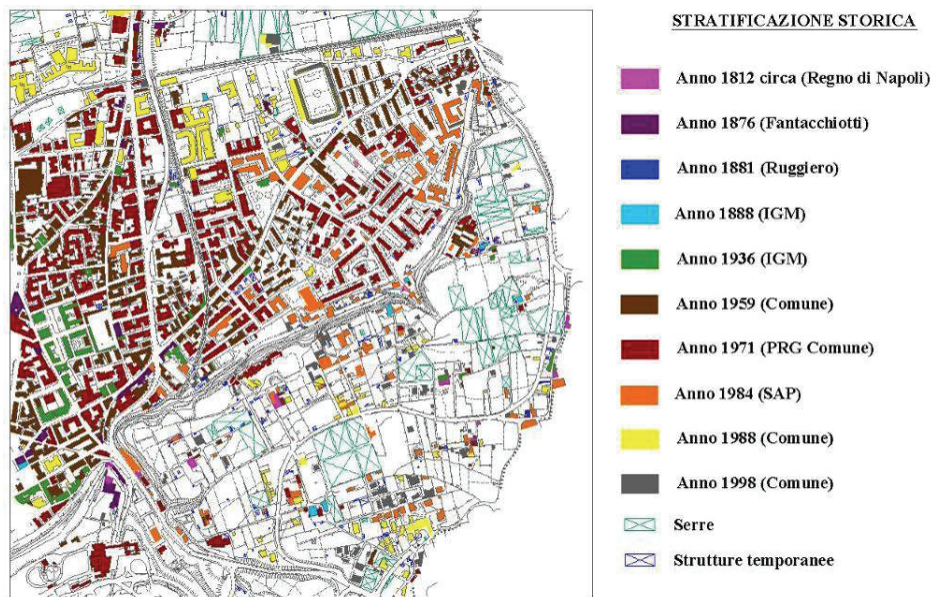 STRATIFICAZIONE STORICA
Anno 1812 circa (Regno di Napoli)
Anno 1876 (Fantacchiotti)
Anno 1881 (Ruggiero)
Anno 1888 (IGM)
Anno 1936 (IGM)
Anno 1959 (Comune)
Anno 1971 (PRG Comune)
Anno 1984 (SAP)
Anno 1988 (Comune)
Anno 1998 (Comune)
Serre
Strutture temporanee